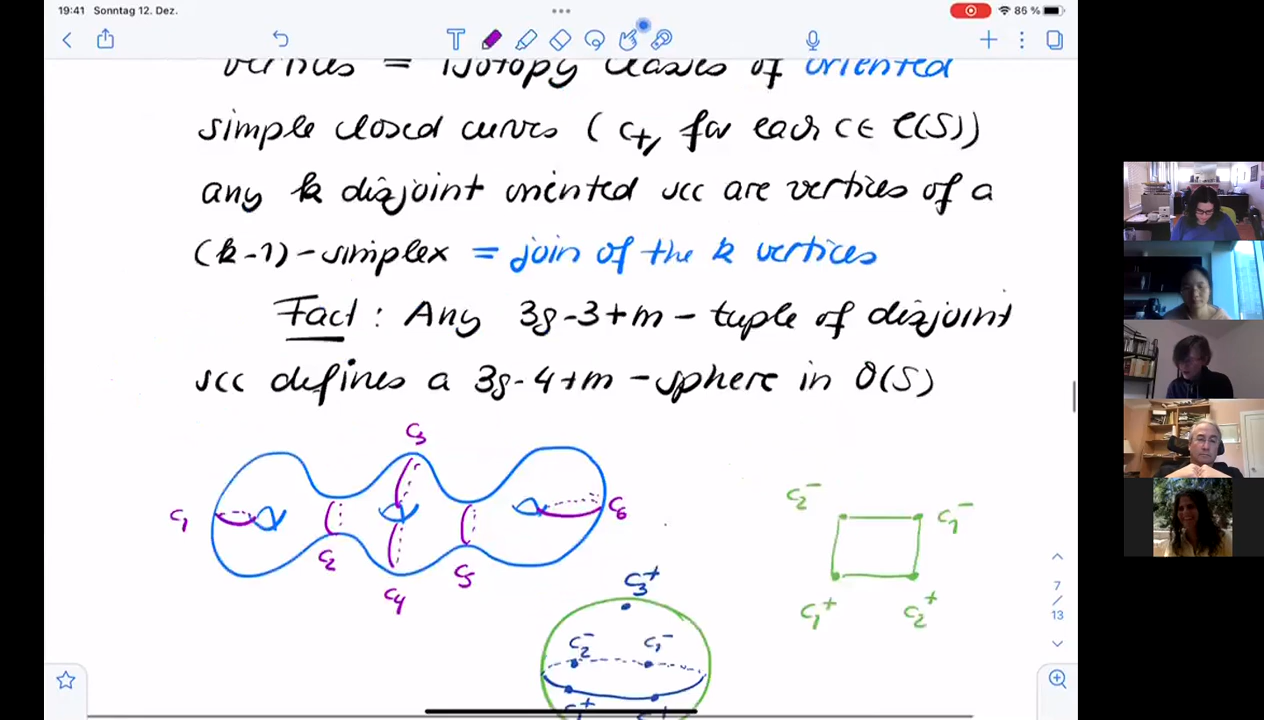 19:41 Sonntag 12. Dez.
86 %
vertices = isotopy classes of oriented
simple closed curves (c±, for each c∈ C(S))
any k disjoint oriented scc are vertices of a
(k-1)-simplex = join of the k vertices
Fact: Any 3g-3+m-tuple of disjoint
scc defines a 3g-4+m-sphere in O(S)
c3
c1
c6
c2
c5
c4
c2⁻
c1⁻
c1⁺
c2⁺
c3⁺
c2⁻
c1⁻
7
/
13